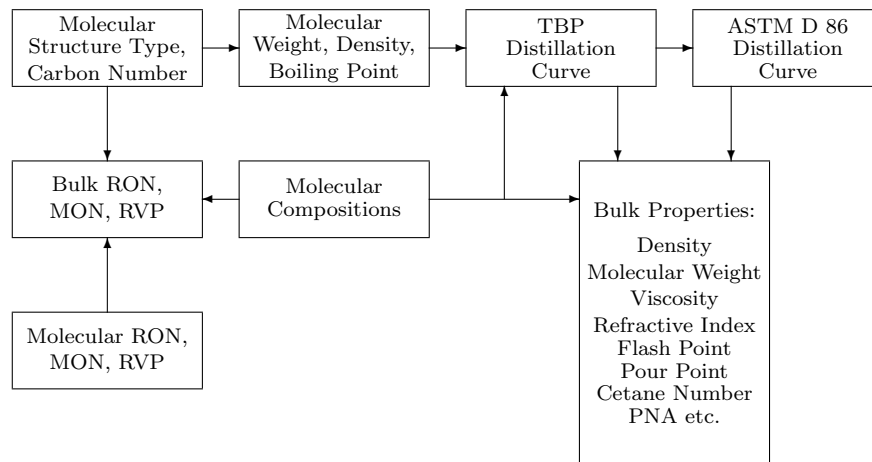 Molecular
Structure Type,
Carbon Number
Molecular
Weight, Density,
Boiling Point
TBP
Distillation
Curve
ASTM D 86
Distillation
Curve
Bulk RON,
MON, RVP
Molecular
Compositions
Bulk Properties:
Density
Molecular Weight
Viscosity
Refractive Index
Flash Point
Pour Point
Cetane Number
PNA etc.
Molecular RON,
MON, RVP